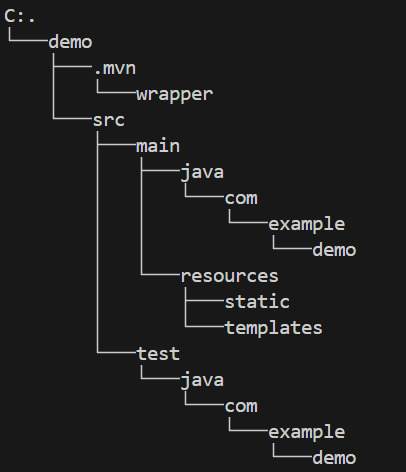 C:.
└───demo
    ├───.mvn
    │   └───wrapper
    └───src
        ├───main
        │   ├───java
        │   │   └───com
        │   │       └───example
        │   │           └───demo
        │   └───resources
        │       ├───static
        │       └───templates
        └───test
            └───java
                └───com
                    └───example
                        └───demo